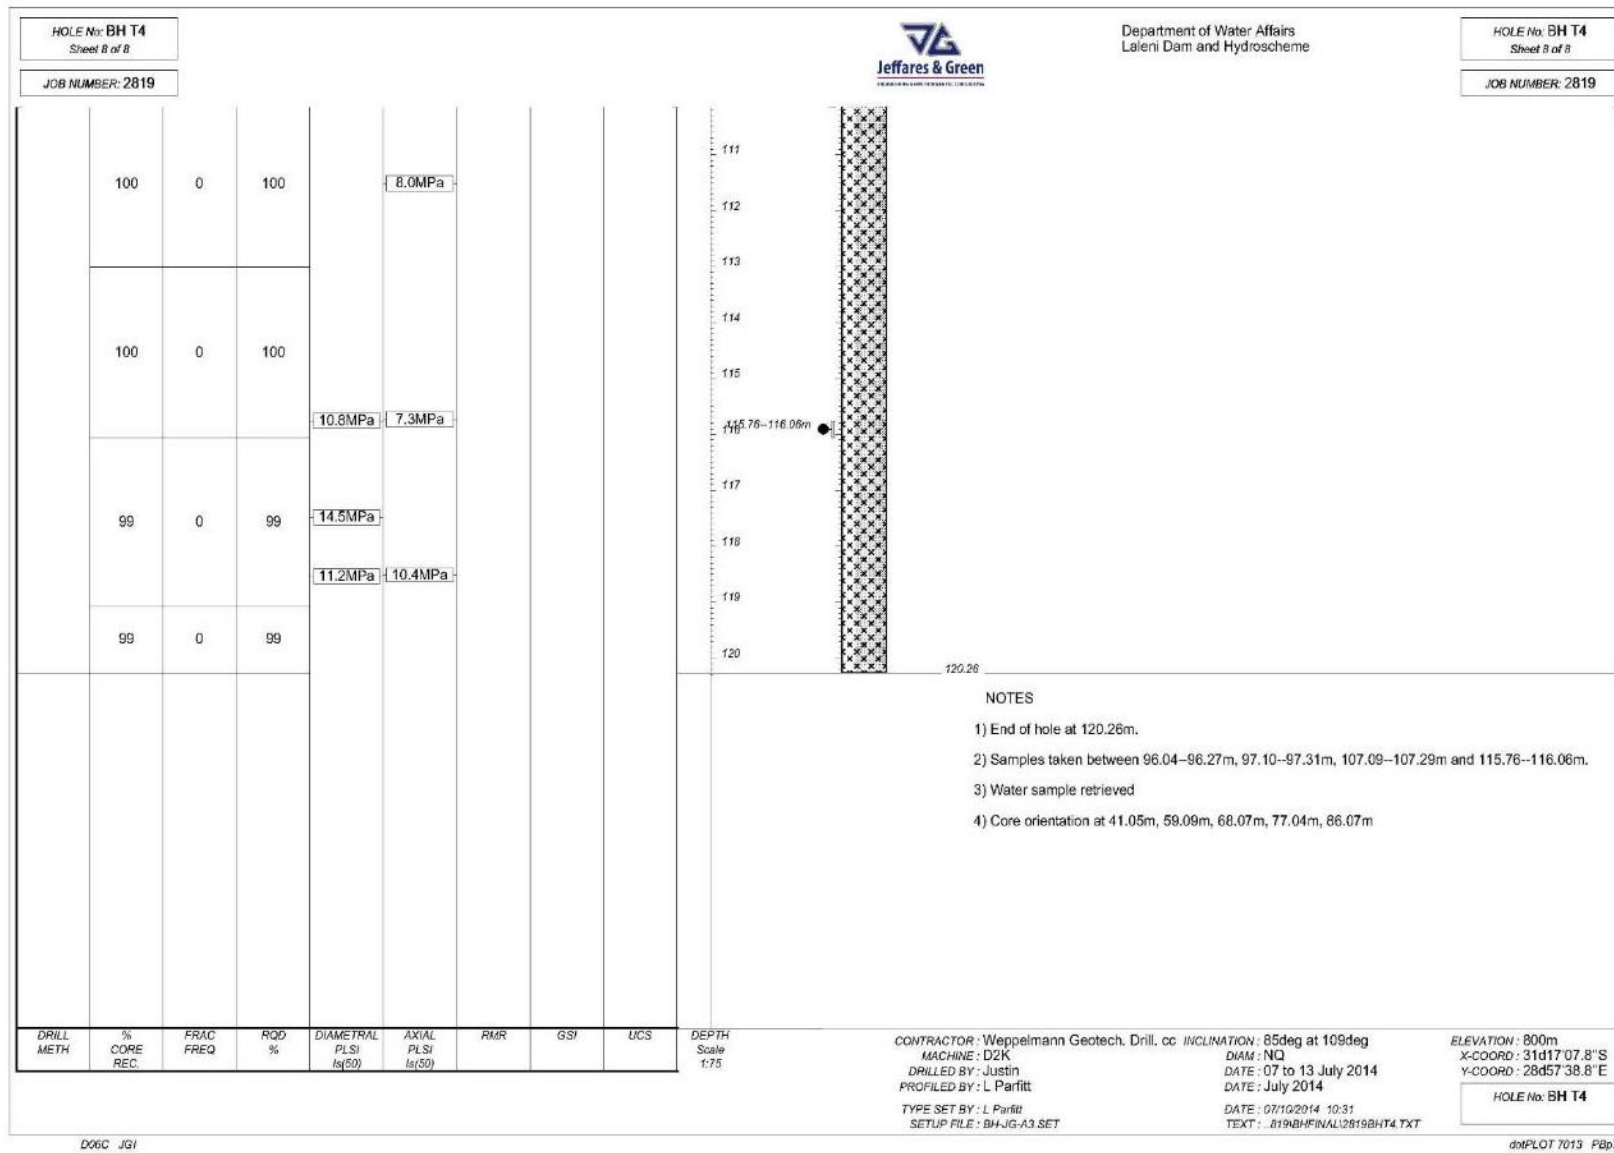 HOLE No: BH T4
Sheet 8 of 8
JOB NUMBER: 2819
Jeffares & Green
Department of Water Affairs
Laleni Dam and Hydroscheme
HOLE No: BH T4
Sheet 8 of 8
JOB NUMBER: 2819
111
100 0 100 8.0MPa
112
113
114
100 0 100
115
10.8MPa 7.3MPa
116 115.76--116.06m
117
99 0 99 14.5MPa
118
11.2MPa 10.4MPa
119
99 0 99
120
120.26
NOTES
1) End of hole at 120.26m.
2) Samples taken between 96.04--96.27m, 97.10--97.31m, 107.09--107.29m and 115.76--116.06m.
3) Water sample retrieved
4) Core orientation at 41.05m, 59.09m, 68.07m, 77.04m, 86.07m
DRILL METH
% CORE REC.
FRAC FREQ
RQD %
DIAMETRAL PLSI Is(50)
AXIAL PLSI Is(50)
RMR
GSI
UCS
DEPTH Scale 1:75
CONTRACTOR : Weppelmann Geotech. Drill. cc INCLINATION : 85deg at 109deg ELEVATION : 800m
MACHINE : D2K DIAM : NQ X-COORD : 31d17'07.8"S
DRILLED BY : Justin DATE : 07 to 13 July 2014 Y-COORD : 28d57'38.8"E
PROFILED BY : L Parfitt DATE : July 2014
HOLE No: BH T4
TYPE SET BY : L Parfitt DATE : 07/10/2014 10:31
SETUP FILE : BH-JG-A3.SET TEXT : ..819\BHFINAL\2819BHT4.TXT
D06C JGI
dotPLOT 7013